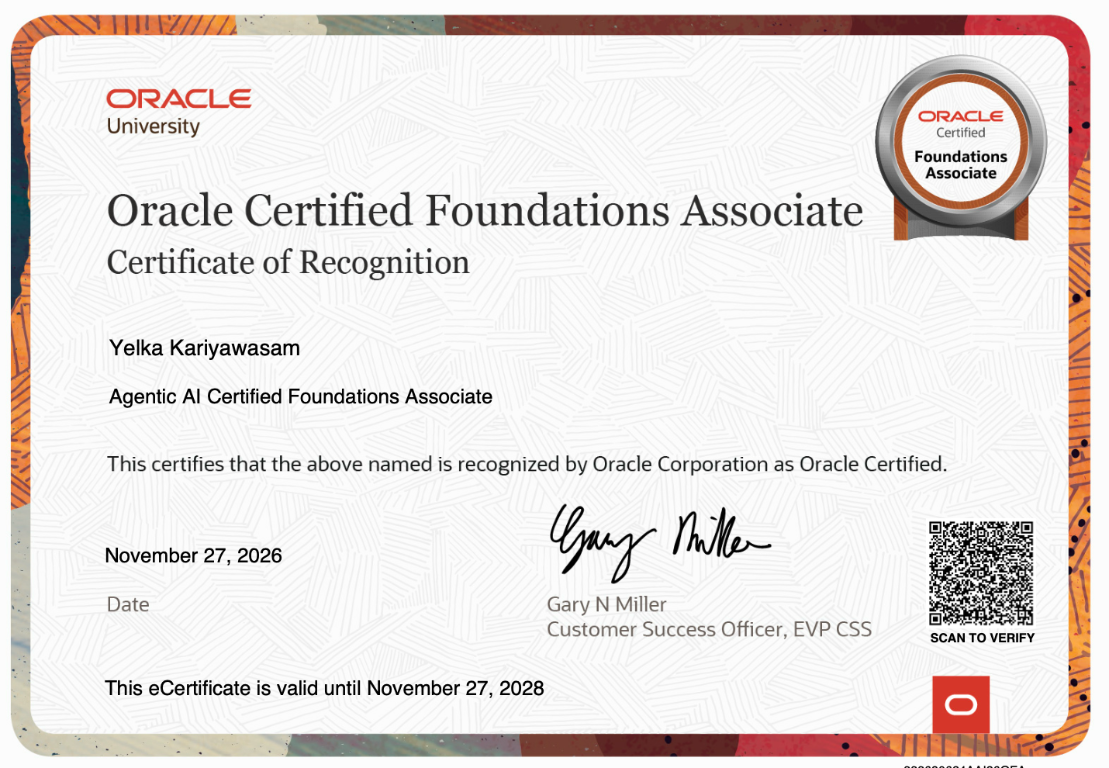 ORACLE
University
ORACLE
Certified
Foundations
Associate
Oracle Certified Foundations Associate
Certificate of Recognition
Yelka Kariyawasam
Agentic AI Certified Foundations Associate
This certifies that the above named is recognized by Oracle Corporation as Oracle Certified.
November 27, 2026
Date
Gary Miller
Gary N Miller
Customer Success Officer, EVP CSS
SCAN TO VERIFY
This eCertificate is valid until November 27, 2028